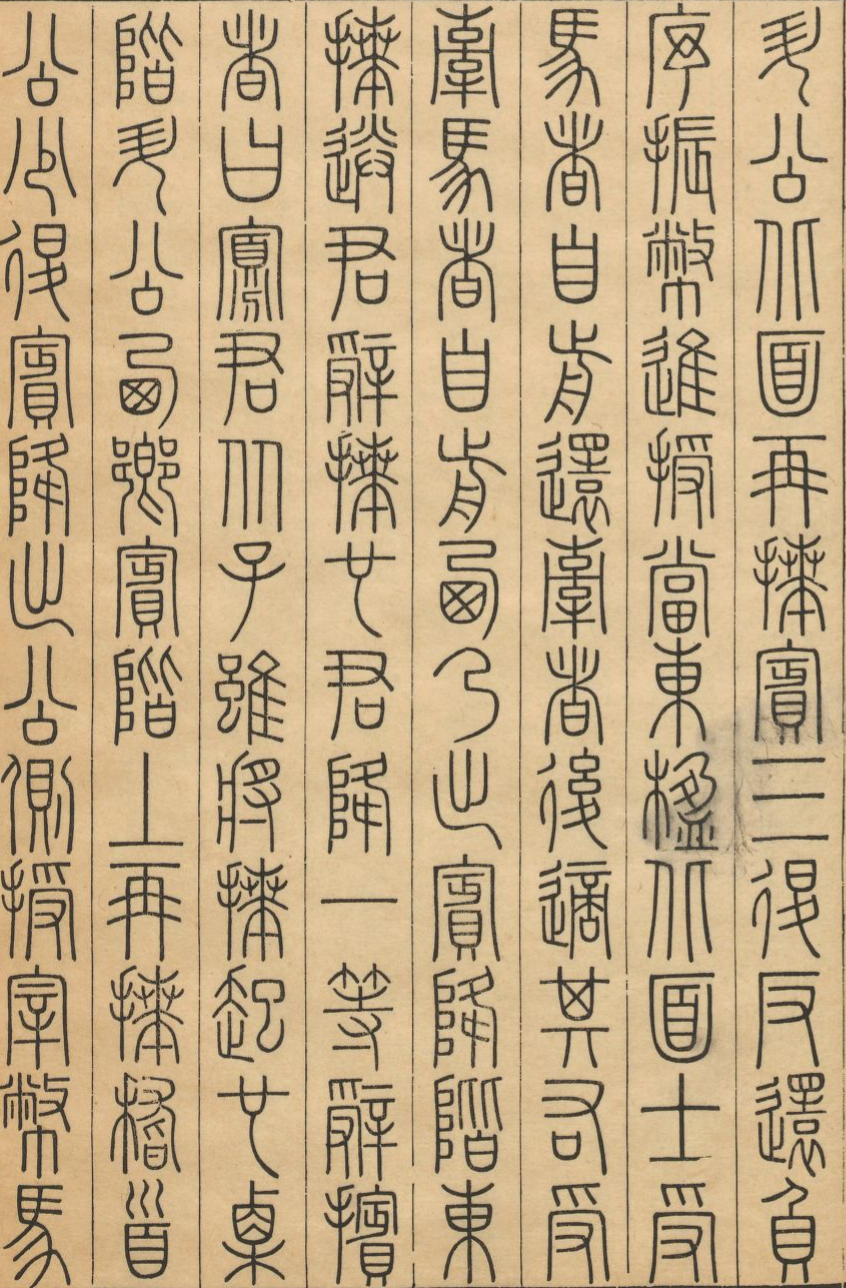 升公北面再拜賓三退反還負
序振幣進授當東楹北面士受
馬者自前還牽者後適其右受
牽馬者自前西乃出賓降階東
拜送君辭拜也君降一等辭擯
者曰寡君從子雖將拜起也栗
階升公西鄉賓階上再拜稽首
公少退賓降出公側授宰幣馬